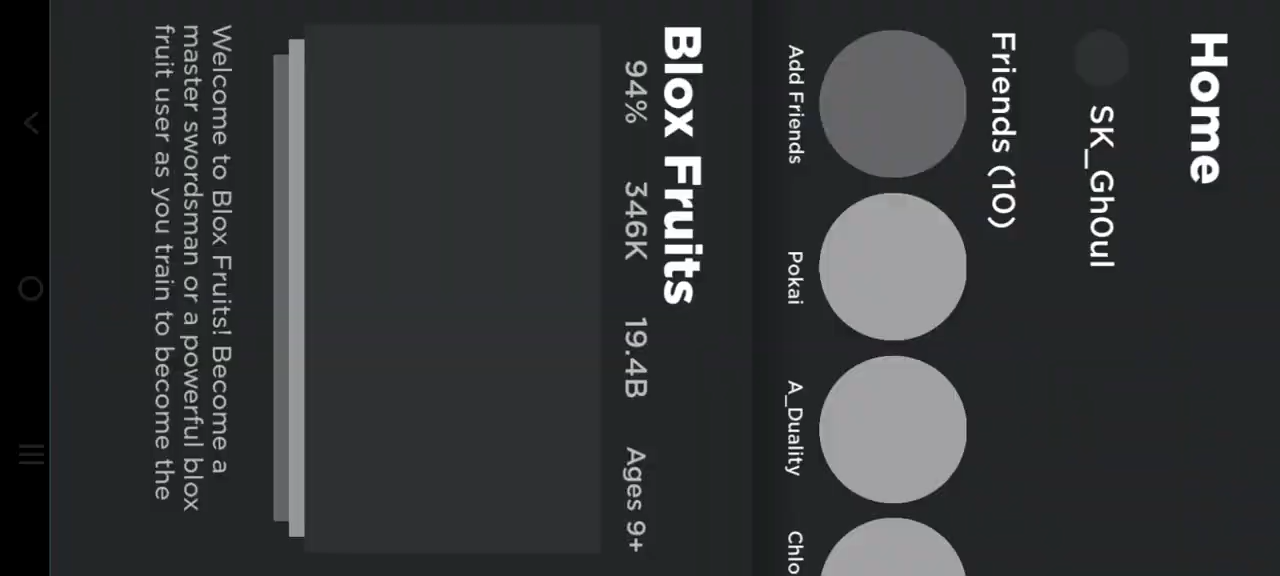 Home
SK_Gh0ul
Friends (10)
Add Friends
Pokai
A_Duality
Chlo
Blox Fruits
94%
346K
19.4B
Ages 9+
Welcome to Blox Fruits! Become a
master swordsman or a powerful blox
fruit user as you train to become the